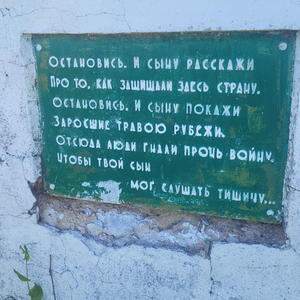 Остановись. И сыну расскажи
Про то, как защищали здесь страну.
Остановись. И сыну покажи
Заросшие травою рубежи.
Отсюда люди гнали прочь войну,
Чтобы твой сын
мог слушать тишину...